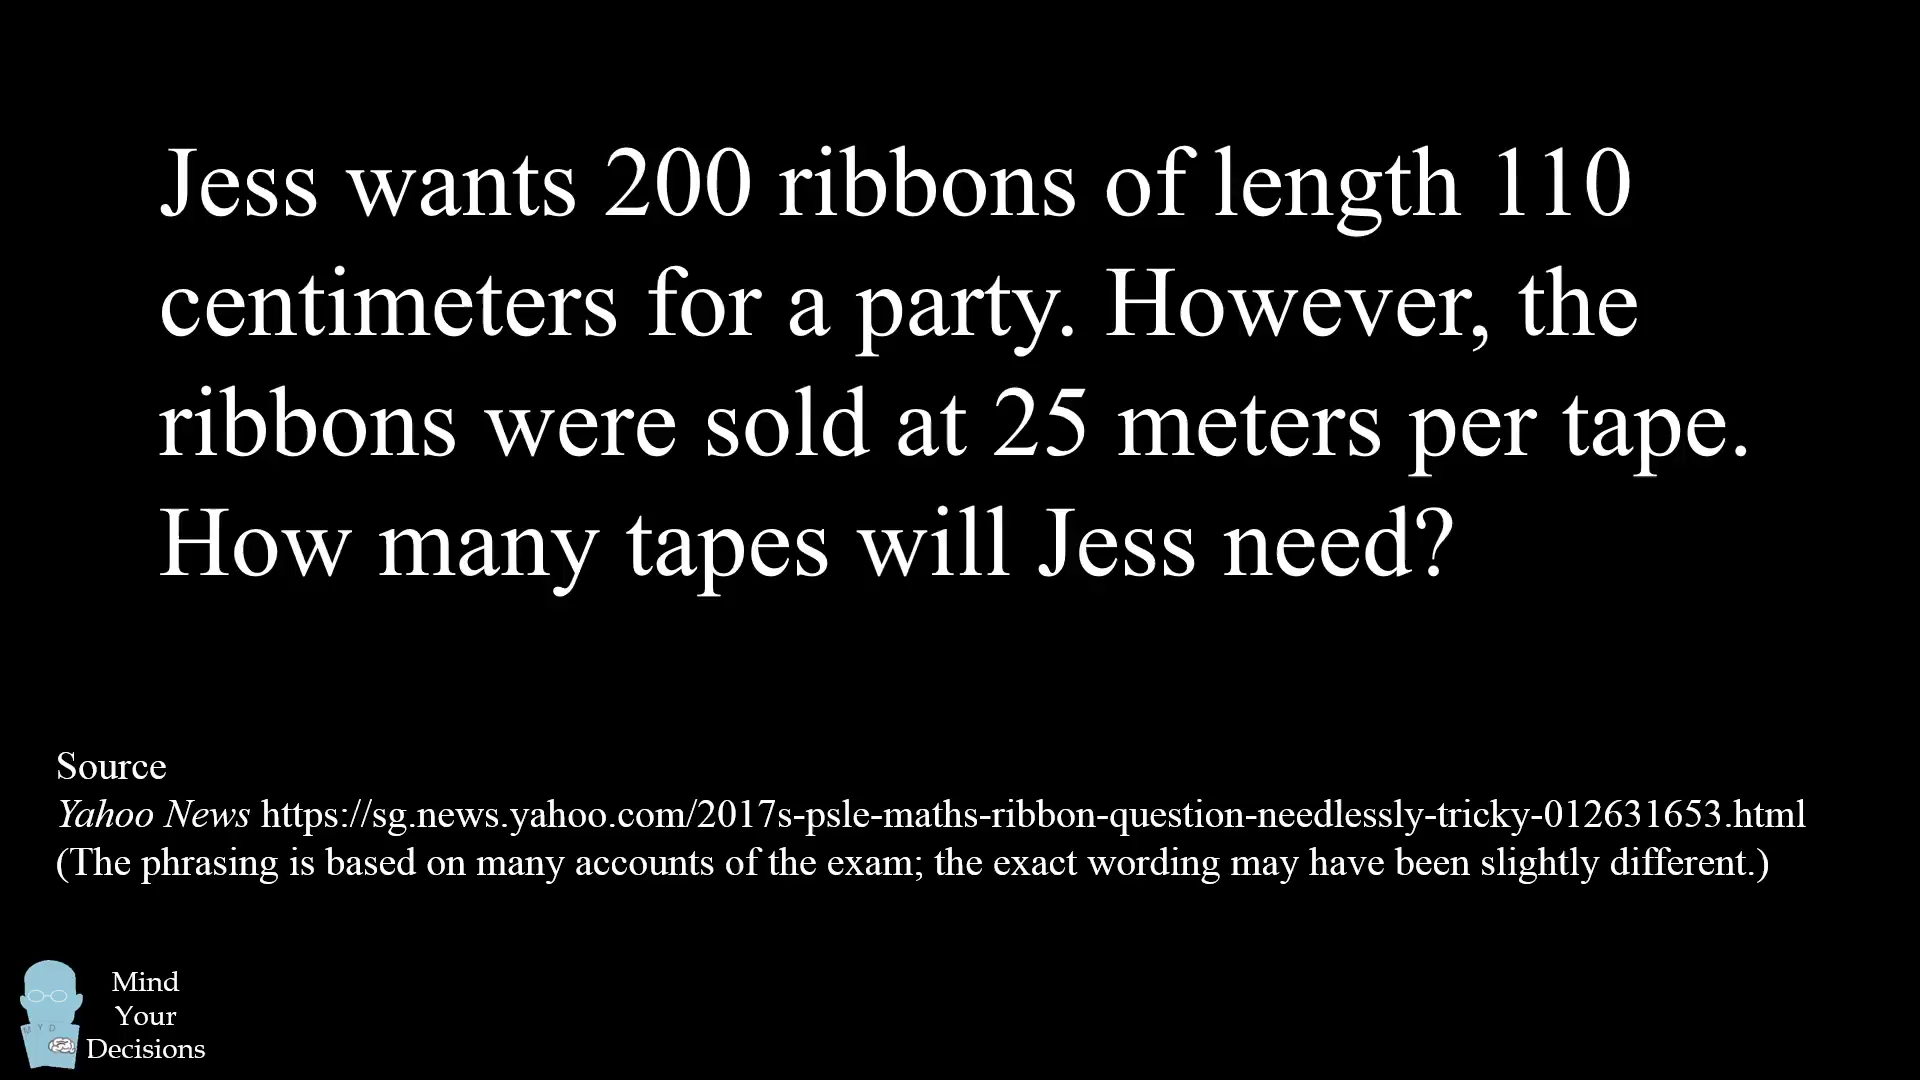 Jess wants 200 ribbons of length 110
centimeters for a party. However, the
ribbons were sold at 25 meters per tape.
How many tapes will Jess need?
Source
Yahoo News https://sg.news.yahoo.com/2017s-psle-maths-ribbon-question-needlessly-tricky-012631653.html
(The phrasing is based on many accounts of the exam; the exact wording may have been slightly different.)
M Y D
Mind
Your
Decisions